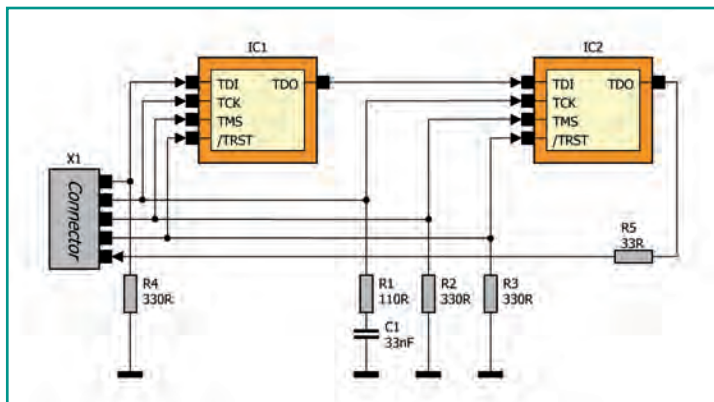 IC1
IC2
TDI TDO
TCK
TMS
/TRST
TDI TDO
TCK
TMS
/TRST
X1
Connector
R5
33R
R4
330R
R1
110R
R2
330R
R3
330R
C1
33nF